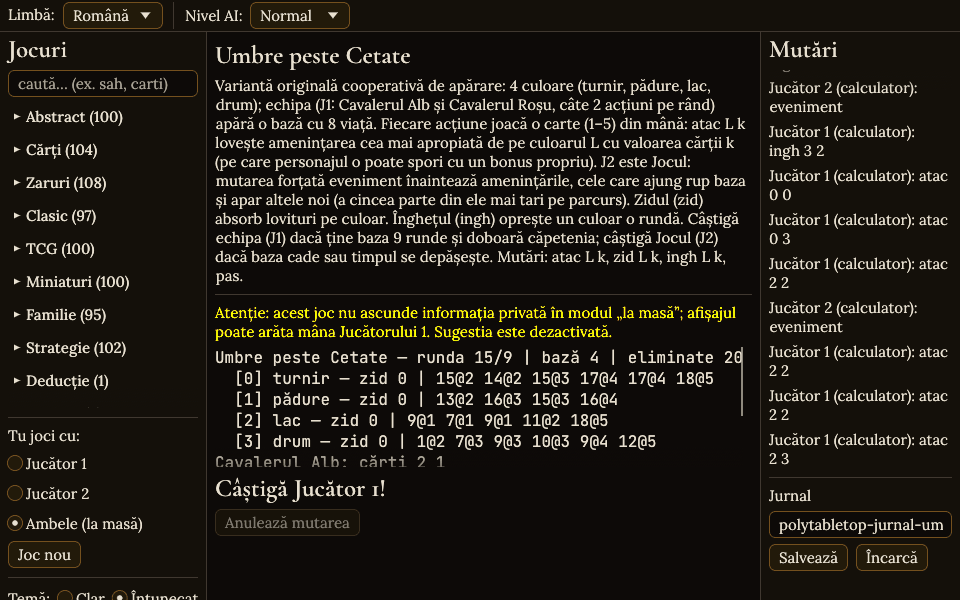 Limbă: Română ▼ Nivel AI: Normal ▼
Jocuri
caută... (ex. sah, carti)
▸ Abstract (100)
▸ Cărți (104)
▸ Zaruri (108)
▸ Clasic (97)
▸ TCG (100)
▸ Miniaturi (100)
▸ Familie (95)
▸ Strategie (102)
▸ Deducție (1)
Tu joci cu:
Jucător 1
Jucător 2
Ambele (la masă)
Joc nou
Temă: Clar Întunecat
Umbre peste Cetate
Variantă originală cooperativă de apărare: 4 culoare (turnir, pădure, lac,
drum); echipa (J1: Cavalerul Alb și Cavalerul Roșu, câte 2 acțiuni pe rând)
apără o bază cu 8 viață. Fiecare acțiune joacă o carte (1–5) din mână: atac L k
lovește amenințarea cea mai apropiată de pe culoarul L cu valoarea cărții k
(pe care personajul o poate spori cu un bonus propriu). J2 este Jocul:
mutarea forțată eveniment înaintează amenințările, cele care ajung rup baza
și apar altele noi (a cincea parte din ele mai tari pe parcurs). Zidul (zid)
absorb lovituri pe culoar. Înghețul (ingh) oprește un culoar o rundă. Câștigă
echipa (J1) dacă ține baza 9 runde și doboară căpetenia; câștigă Jocul (J2)
dacă baza cade sau timpul se depășește. Mutări: atac L k, zid L k, ingh L k,
pas.
Atenție: acest joc nu ascunde informația privată în modul „la masă”; afișajul
poate arăta mâna Jucătorului 1. Sugestia este dezactivată.
Umbre peste Cetate — runda 15/9 | bază 4 | eliminate 20
[0] turnir — zid 0 | 15@2 14@2 15@3 17@4 17@4 18@5
[1] pădure — zid 0 | 13@2 16@3 15@3 16@4
[2] lac — zid 0 | 9@1 7@1 9@1 11@2 18@5
[3] drum — zid 0 | 1@2 7@3 9@3 10@3 9@4 12@5
Cavalerul Alb: cărți 2 1
Câștigă Jucător 1!
Anulează mutarea
Mutări
Jucător 2 (calculator):
eveniment
Jucător 1 (calculator):
ingh 3 2
Jucător 1 (calculator): atac
0 0
Jucător 1 (calculator): atac
0 3
Jucător 1 (calculator): atac
2 2
Jucător 2 (calculator):
eveniment
Jucător 1 (calculator): atac
2 2
Jucător 1 (calculator): atac
2 2
Jucător 1 (calculator): atac
2 3
Jurnal
polytabletop-jurnal-um
Salvează Încarcă